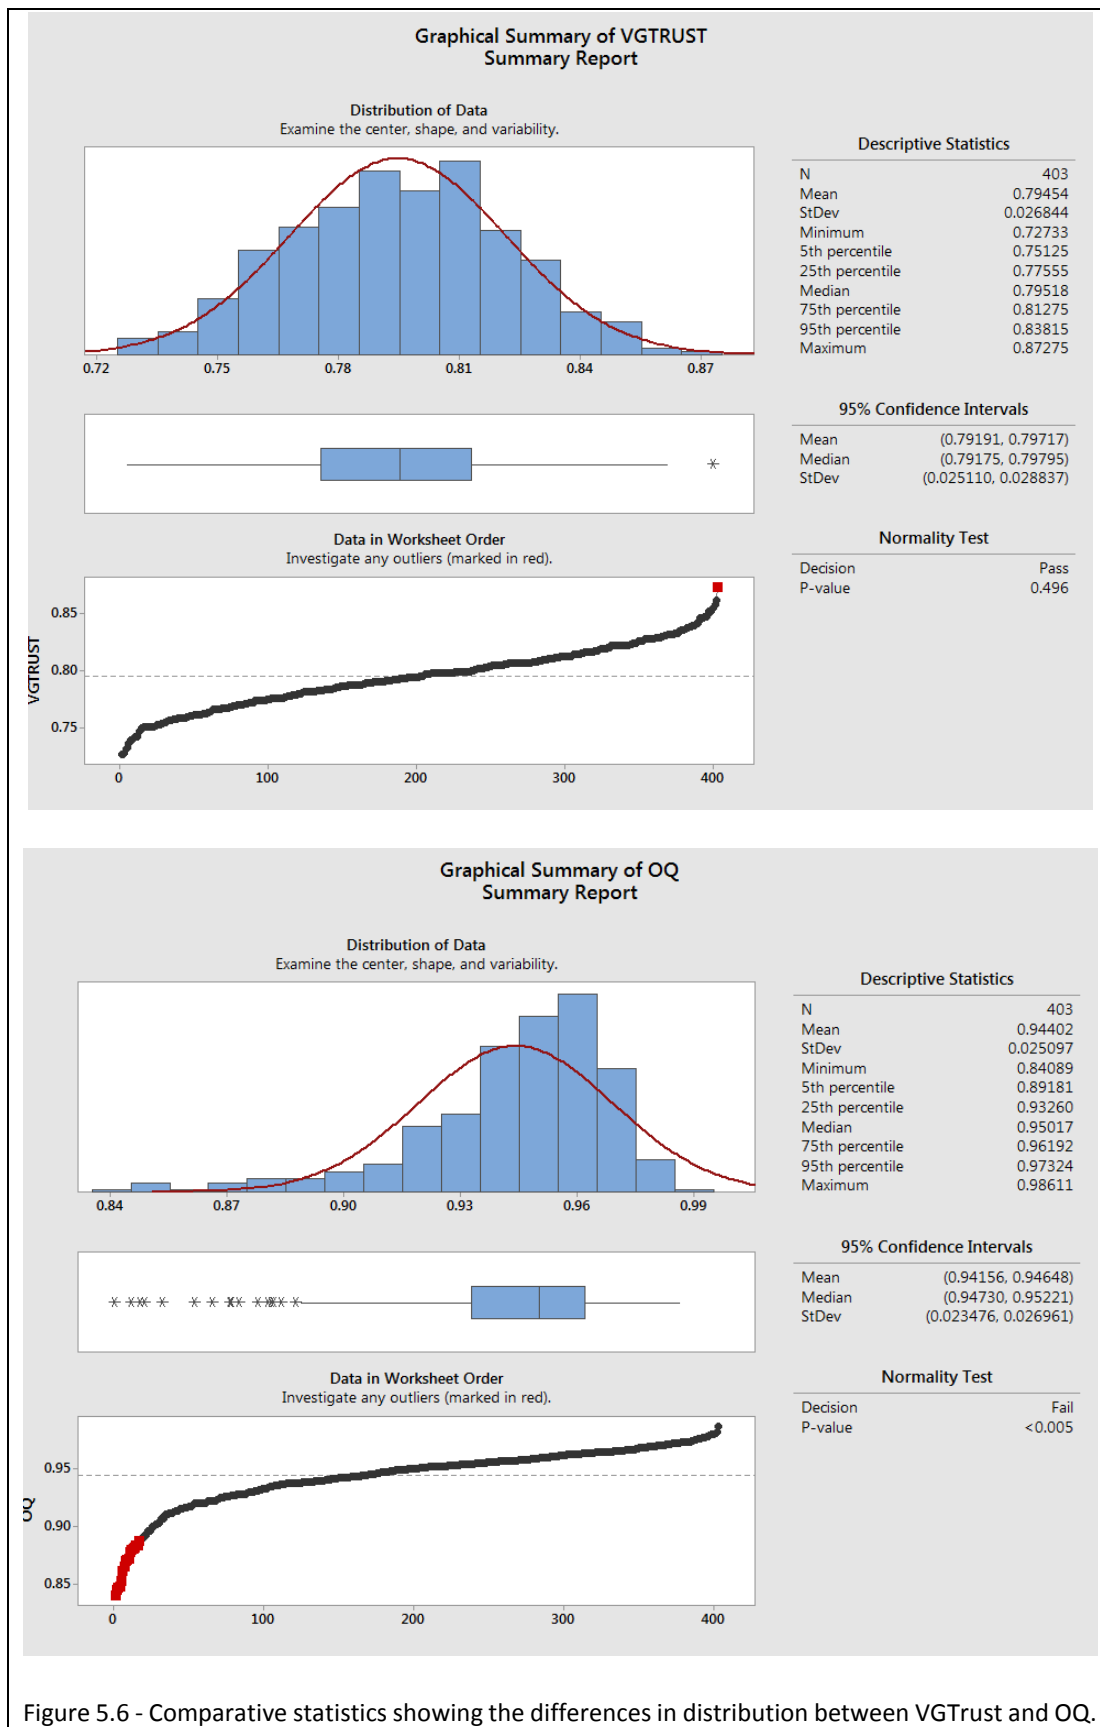 Graphical Summary of VGTRUST
Summary Report
Distribution of Data
Examine the center, shape, and variability.
0.72 0.75 0.78 0.81 0.84 0.87
Descriptive Statistics
N 403
Mean 0.79454
StDev 0.026844
Minimum 0.72733
5th percentile 0.75125
25th percentile 0.77555
Median 0.79518
75th percentile 0.81275
95th percentile 0.83815
Maximum 0.87275
95% Confidence Intervals
Mean (0.79191, 0.79717)
Median (0.79175, 0.79795)
StDev (0.025110, 0.028837)
Data in Worksheet Order
Investigate any outliers (marked in red).
VGTRUST
0.85
0.80
0.75
0 100 200 300 400
Normality Test
Decision Pass
P-value 0.496
Graphical Summary of OQ
Summary Report
Distribution of Data
Examine the center, shape, and variability.
0.84 0.87 0.90 0.93 0.96 0.99
Descriptive Statistics
N 403
Mean 0.94402
StDev 0.025097
Minimum 0.84089
5th percentile 0.89181
25th percentile 0.93260
Median 0.95017
75th percentile 0.96192
95th percentile 0.97324
Maximum 0.98611
95% Confidence Intervals
Mean (0.94156, 0.94648)
Median (0.94730, 0.95221)
StDev (0.023476, 0.026961)
Data in Worksheet Order
Investigate any outliers (marked in red).
OQ
0.95
0.90
0.85
0 100 200 300 400
Normality Test
Decision Fail
P-value <0.005
Figure 5.6 - Comparative statistics showing the differences in distribution between VGTrust and OQ.